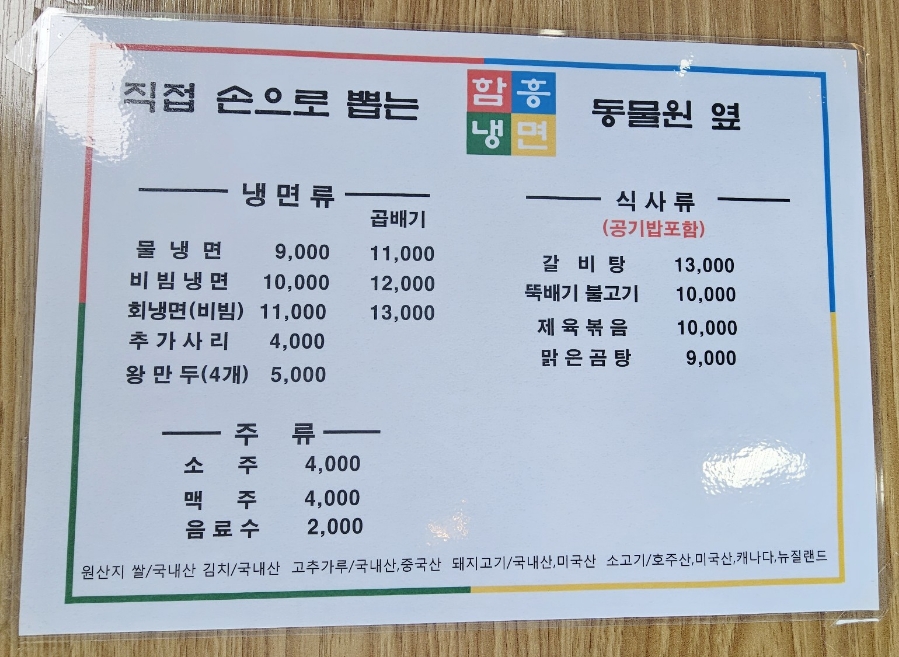 직접 손으로 뽑는 함흥냉면 동물원 옆
냉면류
곱배기
물 냉 면 9,000 11,000
비 빔 냉 면 10,000 12,000
회냉면(비빔) 11,000 13,000
추 가 사 리 4,000
왕 만 두(4개) 5,000
주 류
소 주 4,000
맥 주 4,000
음 료 수 2,000
식 사 류
(공기밥포함)
갈 비 탕 13,000
뚝배기 불고기 10,000
제 육 볶 음 10,000
맑 은 곰 탕 9,000
원산지 쌀/국내산 김치/국내산 고추가루/국내산,중국산 돼지고기/국내산,미국산 소고기/호주산,미국산,캐나다,뉴질랜드